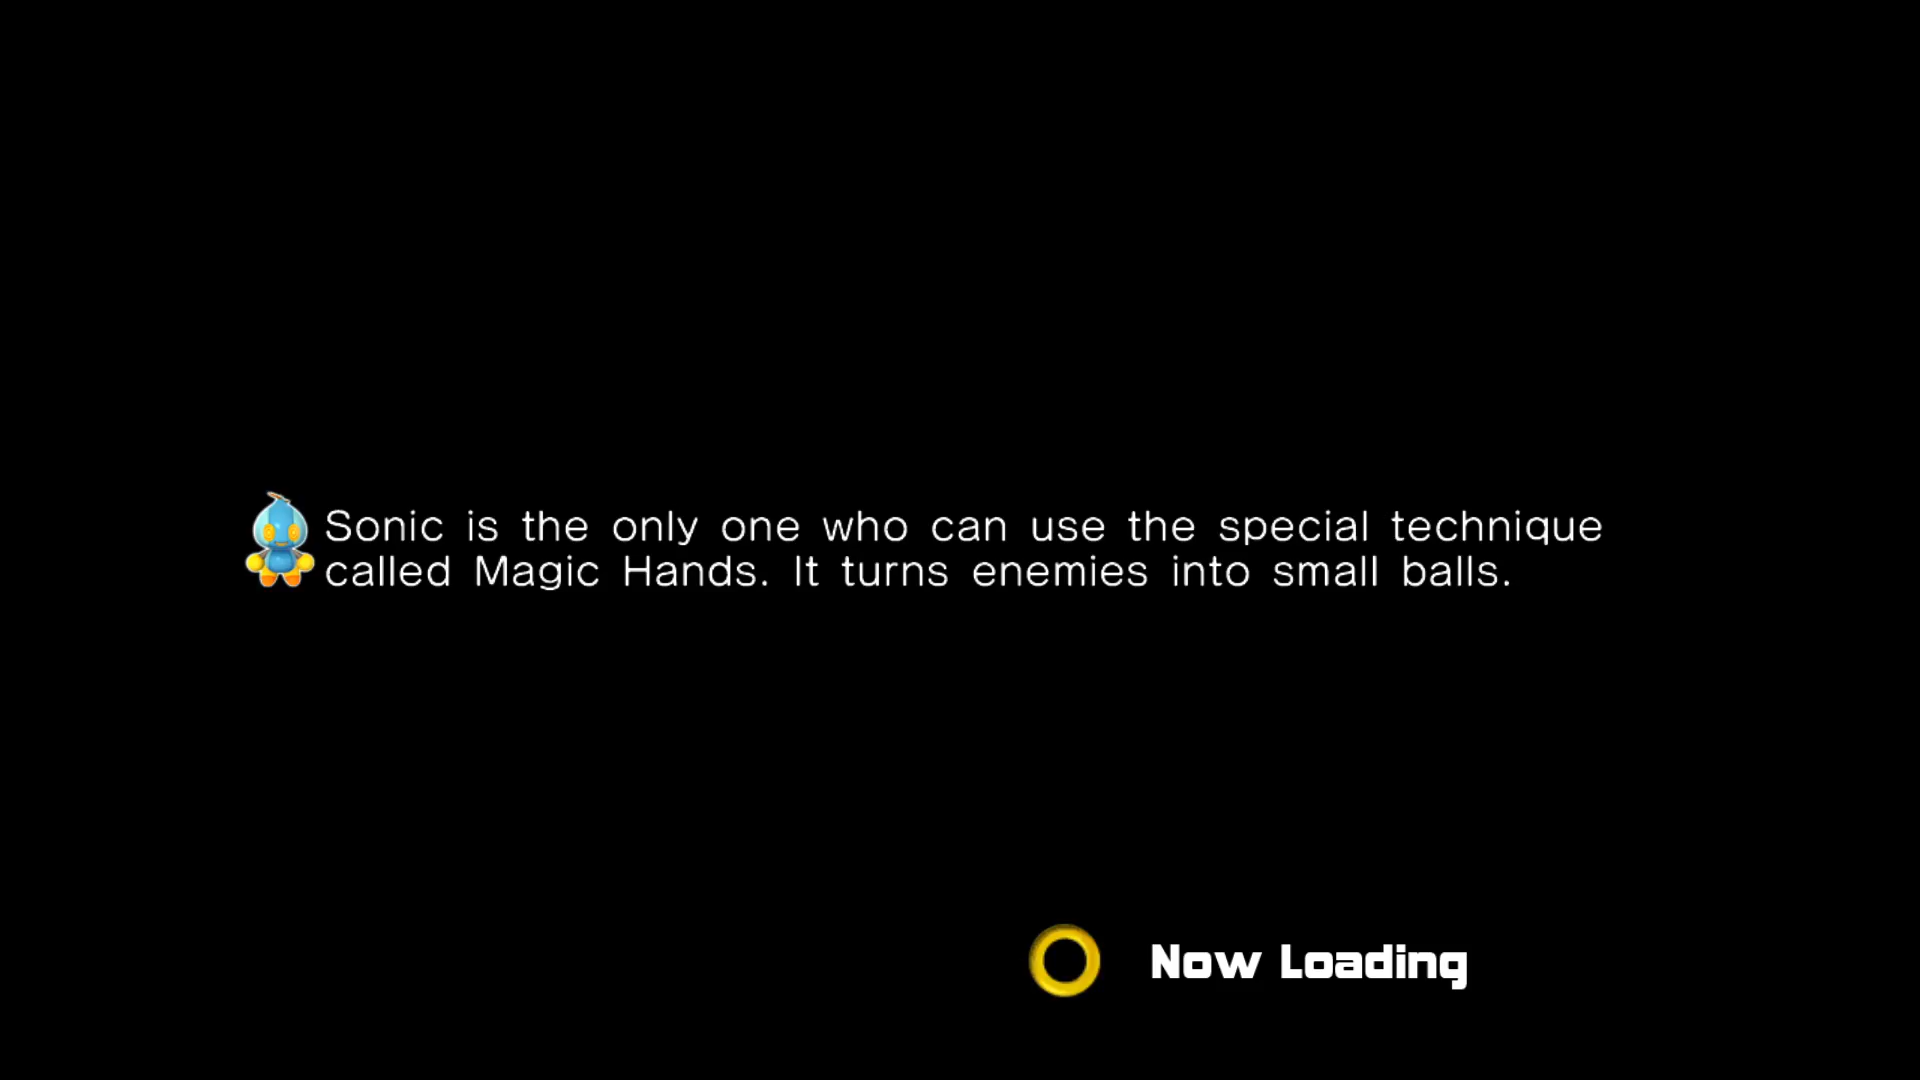 Sonic is the only one who can use the special technique
called Magic Hands. It turns enemies into small balls.
Now Loading